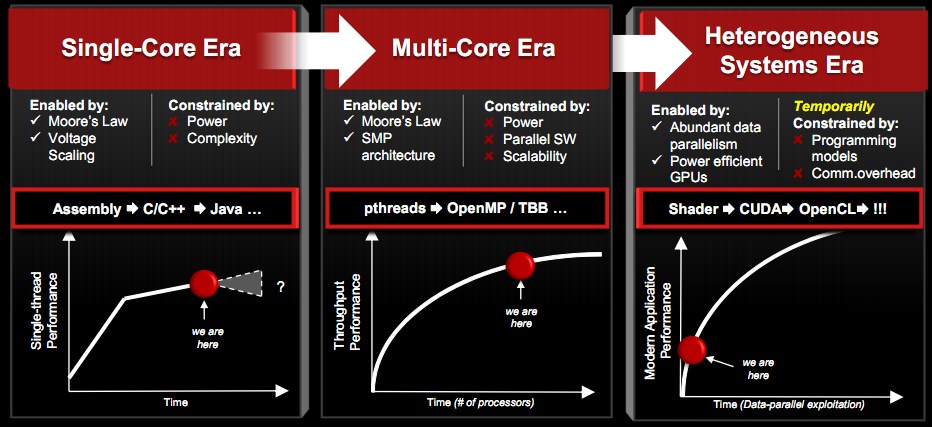 Single-Core Era
Enabled by:
✓ Moore's Law
✓ Voltage
Scaling
Constrained by:
✗ Power
✗ Complexity
Assembly ➡ C/C++ ➡ Java ...
Single-thread
Performance
?
we are
here
Time
Multi-Core Era
Enabled by:
✓ Moore's Law
✓ SMP
architecture
Constrained by:
✗ Power
✗ Parallel SW
✗ Scalability
pthreads ➡ OpenMP / TBB ...
Throughput
Performance
we are
here
Time (# of processors)
Heterogeneous
Systems Era
Enabled by:
✓ Abundant data
parallelism
✓ Power efficient
GPUs
Temporarily
Constrained by:
✗ Programming
models
✗ Comm.overhead
Shader ➡ CUDA➡ OpenCL➡ !!!
Modern Application
Performance
we are
here
Time (Data-parallel exploitation)